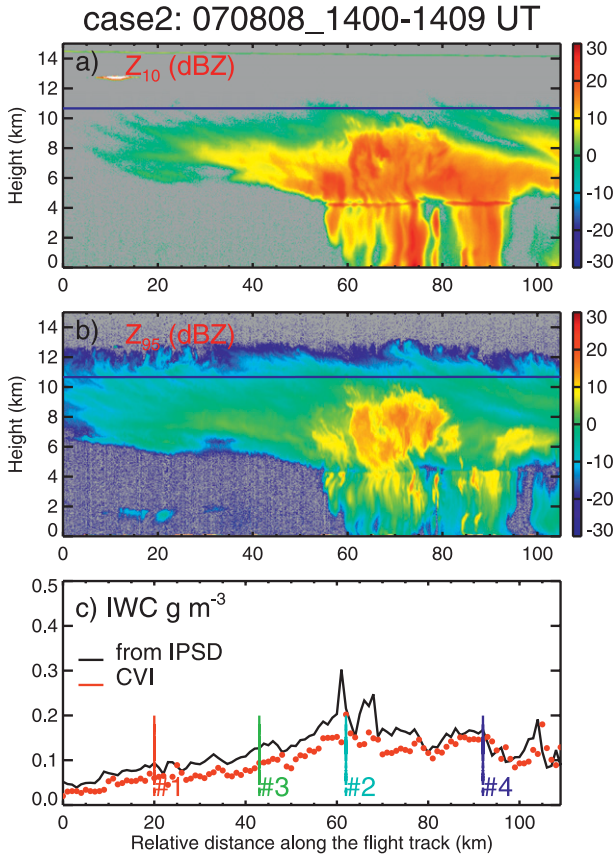 case2: 070808_1400-1409 UT
a) Z10 (dBZ)
Height (km)
14
12
10
8
6
4
2
0
0 20 40 60 80 100
30
20
10
0
-10
-20
-30
b) Z95 (dBZ)
Height (km)
14
12
10
8
6
4
2
0
0 20 40 60 80 100
30
20
10
0
-10
-20
-30
c) IWC g m-3
from IPSD
CVI
0.5
0.4
0.3
0.2
0.1
0.0
#1 #3 #2 #4
0 20 40 60 80 100
Relative distance along the flight track (km)